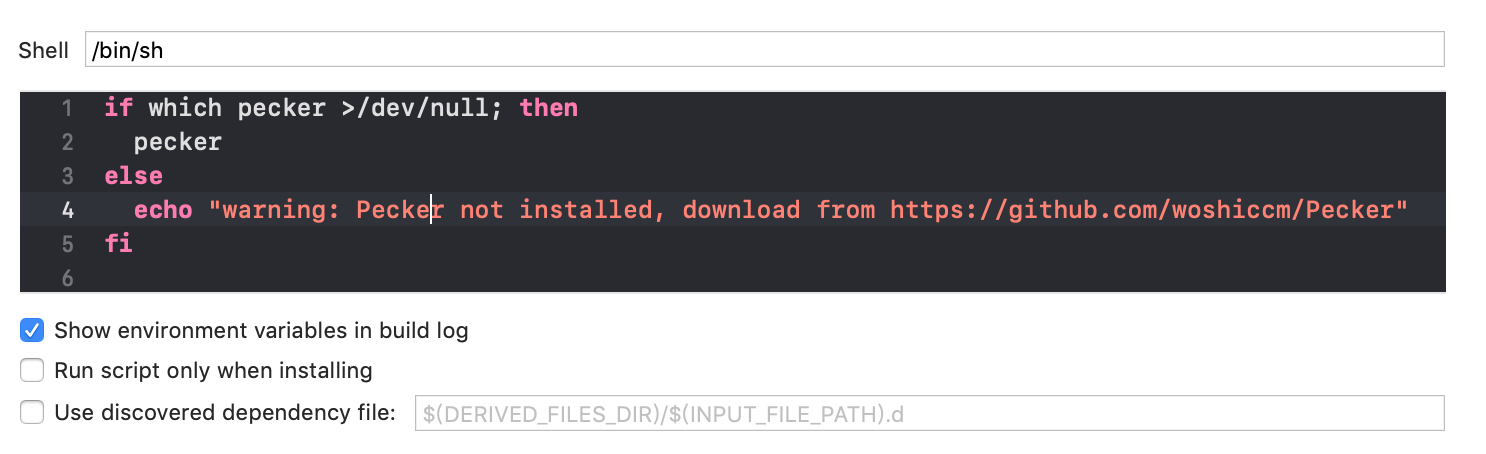 Shell /bin/sh
1 if which pecker >/dev/null; then
2 pecker
3 else
4 echo "warning: Pecker not installed, download from https://github.com/woshiccm/Pecker"
5 fi
6
Show environment variables in build log
Run script only when installing
Use discovered dependency file: $(DERIVED_FILES_DIR)/$(INPUT_FILE_PATH).d